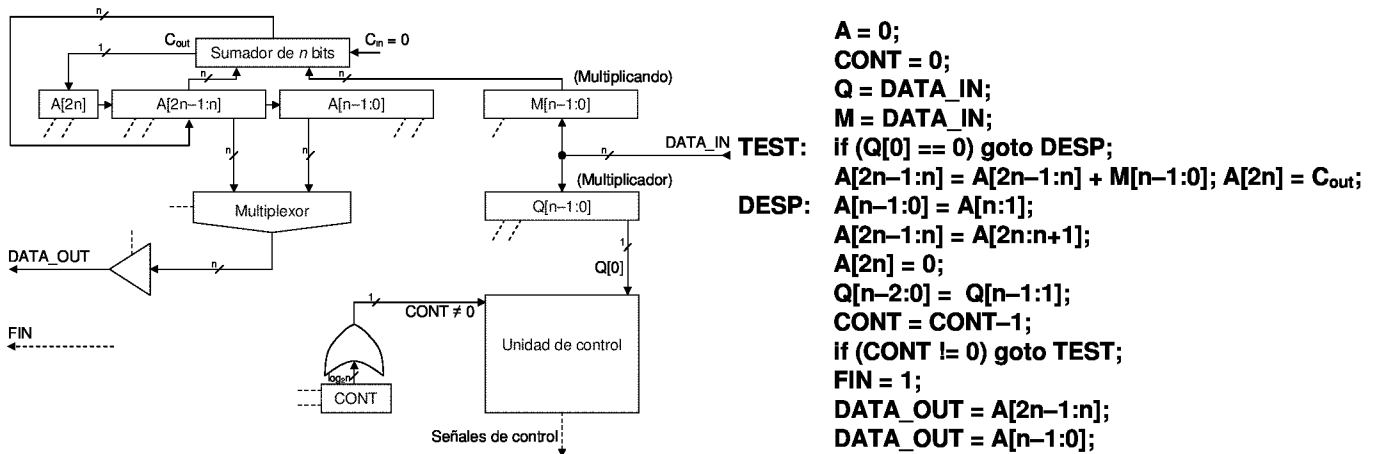 n
1
C_out
Sumador de n bits
C_in = 0
n
n
(Multiplicando)
A[2n]
A[2n–1:n]
A[n–1:0]
M[n–1:0]
n
n
n
DATA_IN
(Multiplicador)
Multiplexor
Q[n–1:0]
DATA_OUT
n
1
Q[0]
1
CONT ≠ 0
Unidad de control
FIN
log₂n
CONT
Señales de control
A = 0;
CONT = 0;
Q = DATA_IN;
M = DATA_IN;
TEST: if (Q[0] == 0) goto DESP;
A[2n–1:n] = A[2n–1:n] + M[n–1:0]; A[2n] = C_out;
DESP: A[n–1:0] = A[n:1];
A[2n–1:n] = A[2n:n+1];
A[2n] = 0;
Q[n–2:0] = Q[n–1:1];
CONT = CONT–1;
if (CONT != 0) goto TEST;
FIN = 1;
DATA_OUT = A[2n–1:n];
DATA_OUT = A[n–1:0];